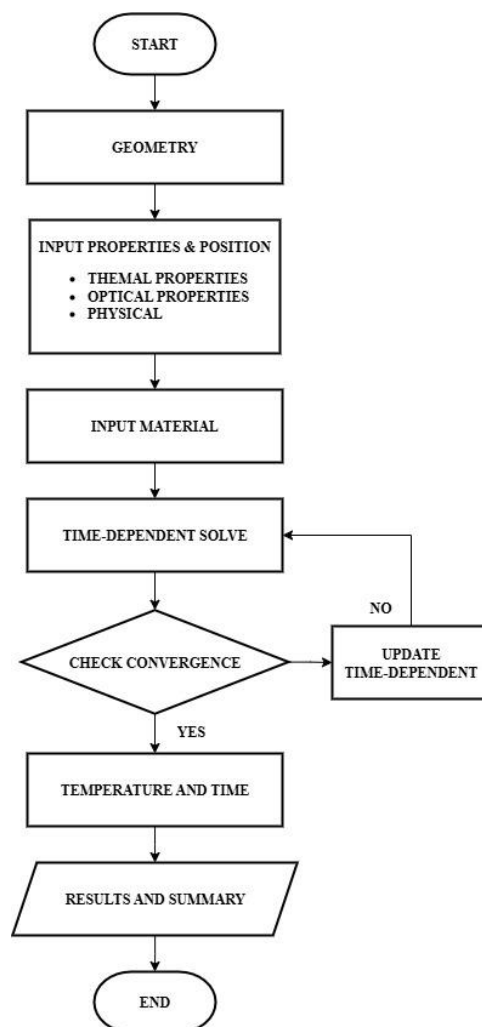 START
GEOMETRY
INPUT PROPERTIES & POSITION
• THEMAL PROPERTIES
• OPTICAL PROPERTIES
• PHYSICAL
INPUT MATERIAL
TIME-DEPENDENT SOLVE
NO
CHECK CONVERGENCE
UPDATE
TIME-DEPENDENT
YES
TEMPERATURE AND TIME
RESULTS AND SUMMARY
END